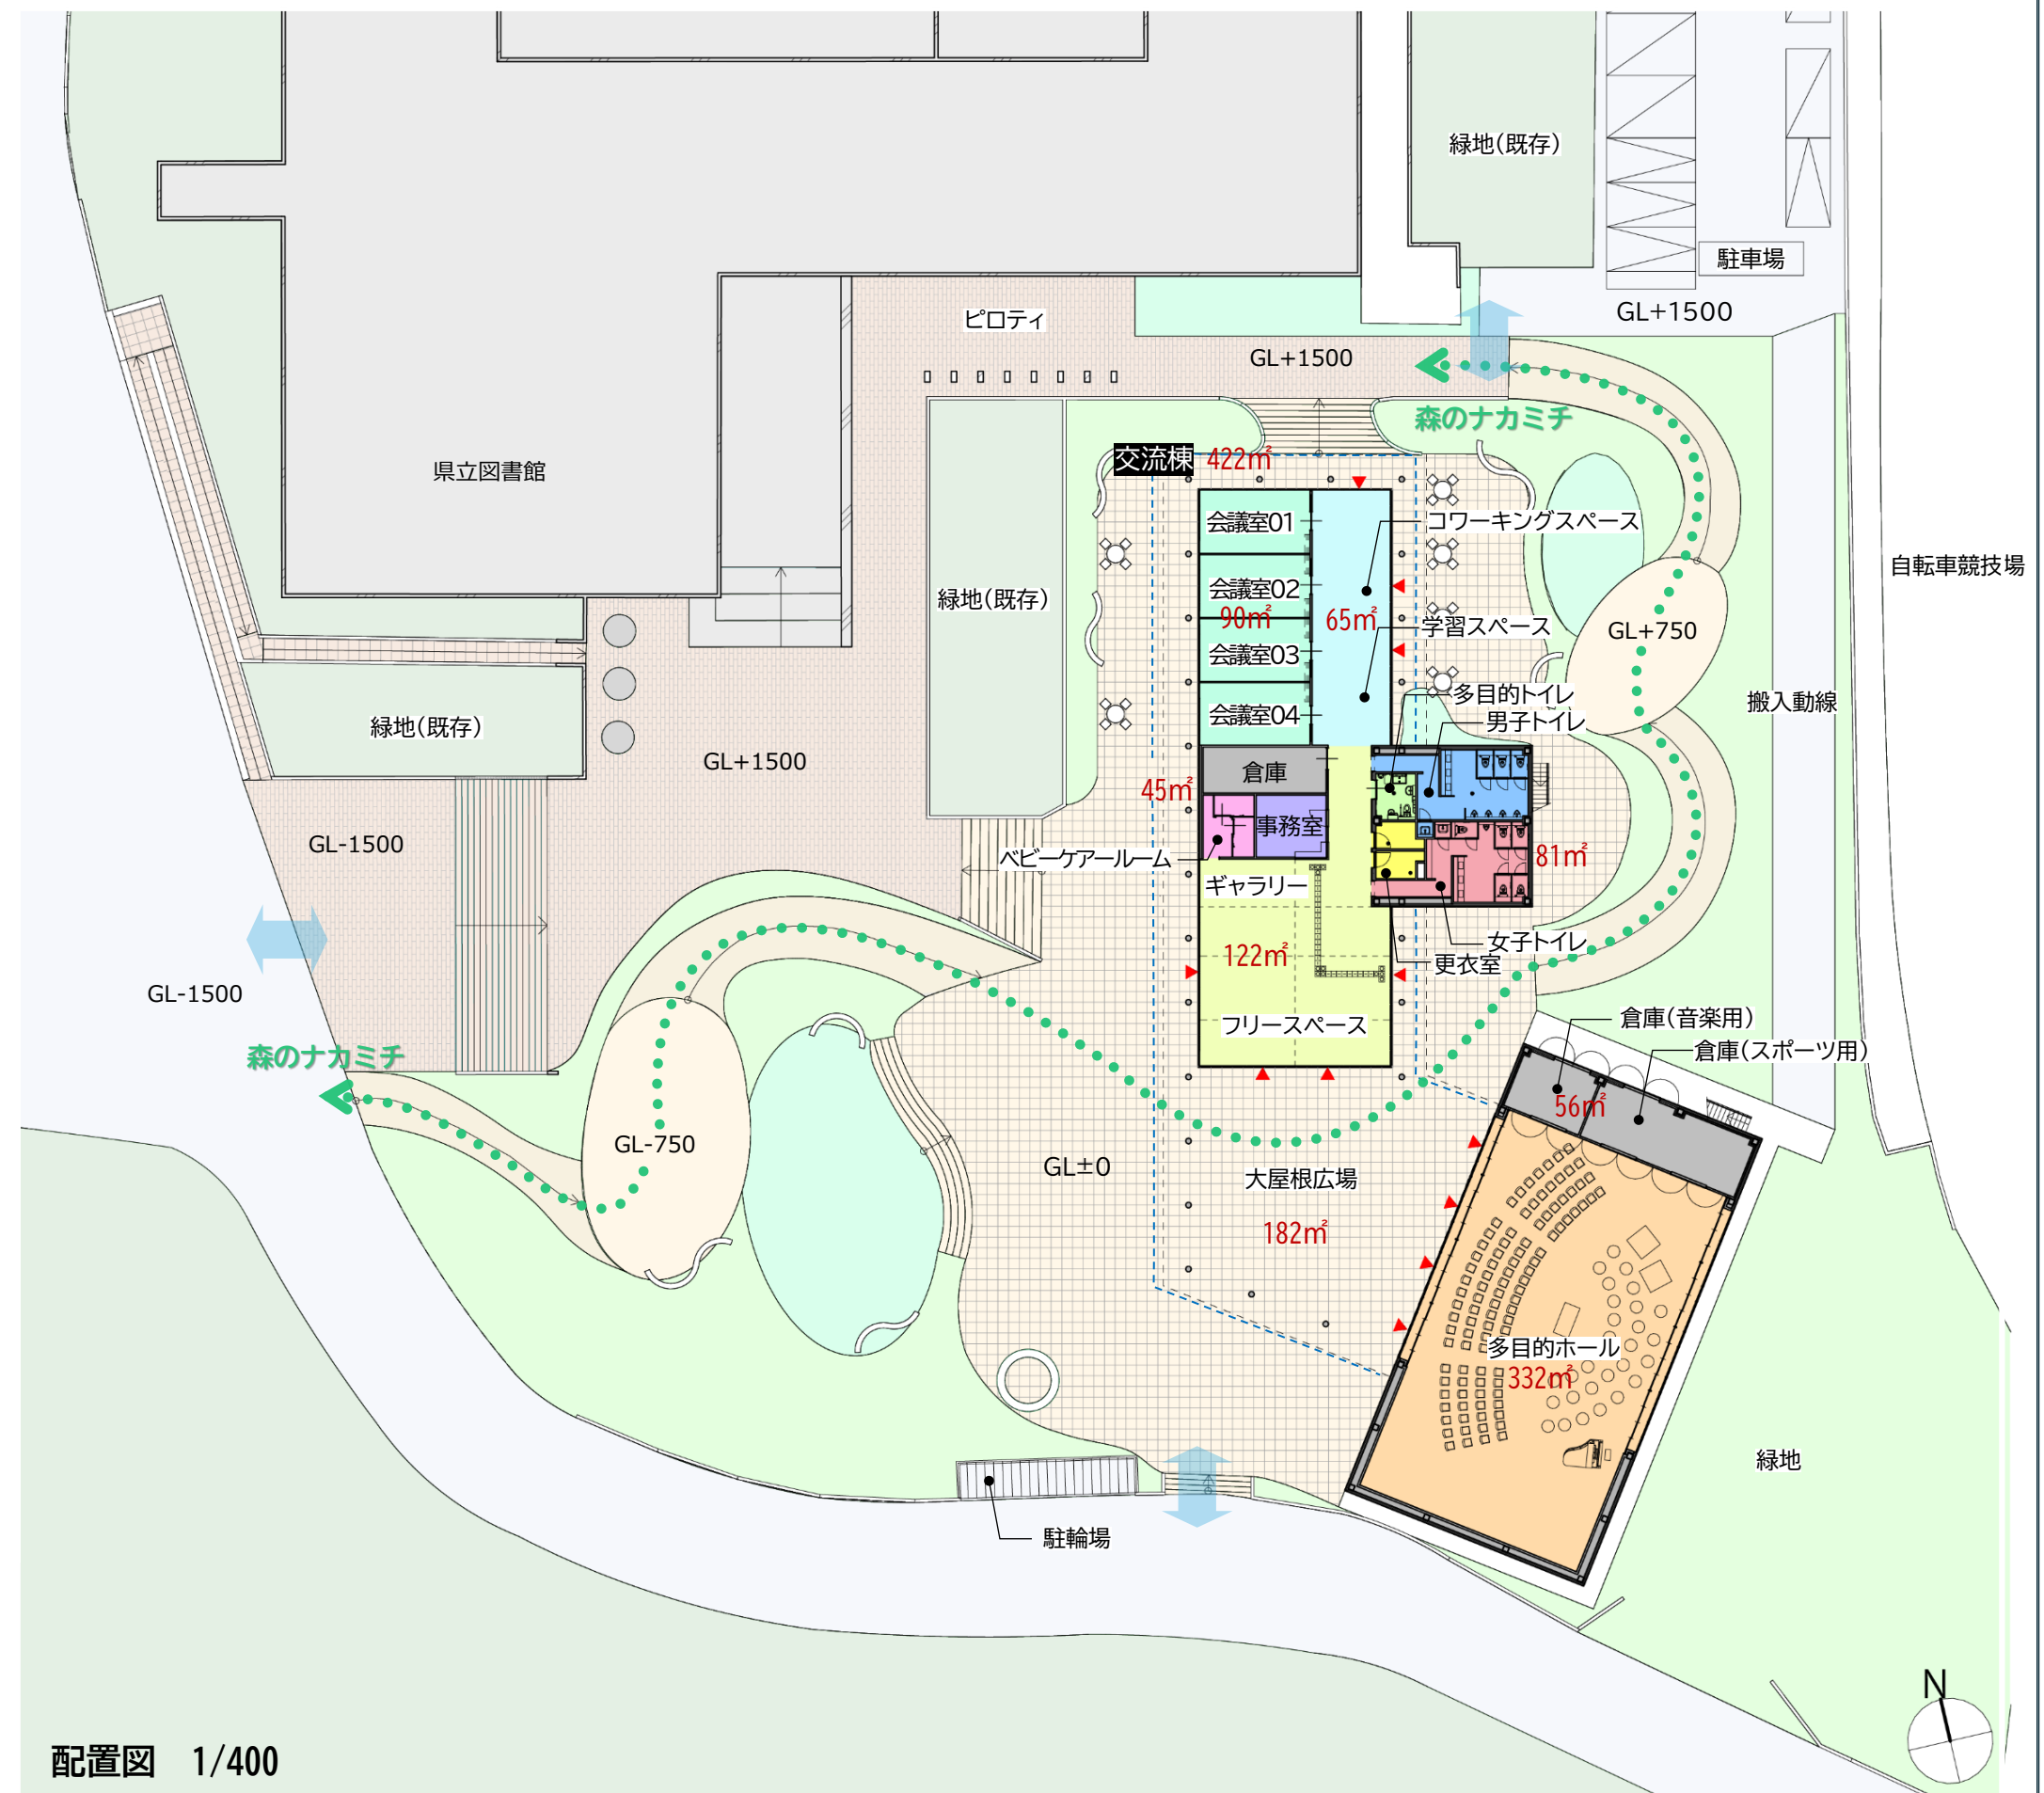 緑地(既存)
駐車場
GL+1500
ピロティ
GL+1500
森のナカミチ
交流棟 422㎡
県立図書館
会議室01
コワーキングスペース
自転車競技場
会議室02
緑地(既存)
90㎡
65㎡
学習スペース
GL+750
会議室03
多目的トイレ
搬入動線
会議室04
男子トイレ
緑地(既存)
GL+1500
倉庫
45㎡
事務室
GL-1500
ベビーケアールーム
81㎡
ギャラリー
122㎡
女子トイレ
更衣室
GL-1500
フリースペース
倉庫(音楽用)
倉庫(スポーツ用)
森のナカミチ
56㎡
GL-750
GL±0
大屋根広場
182㎡
多目的ホール
332㎡
緑地
駐輪場
N
配置図 1/400